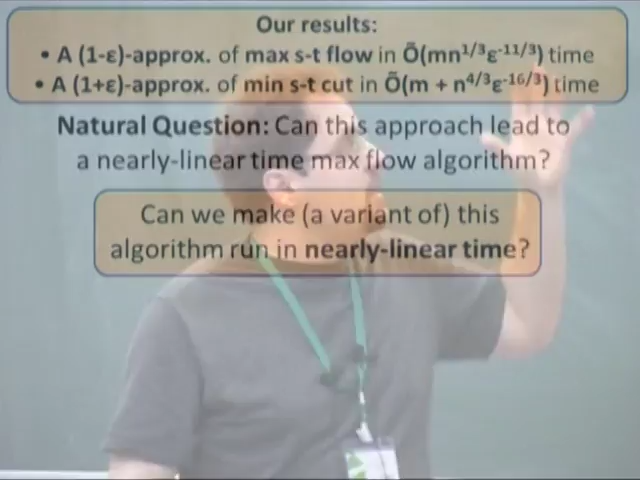 Our results:
• A (1-ε)-approx. of max s-t flow in Õ(mn^1/3 ε^-11/3) time
• A (1+ε)-approx. of min s-t cut in Õ(m + n^4/3 ε^-16/3) time
Natural Question: Can this approach lead to
a nearly-linear time max flow algorithm?
Can we make (a variant of) this
algorithm run in nearly-linear time?